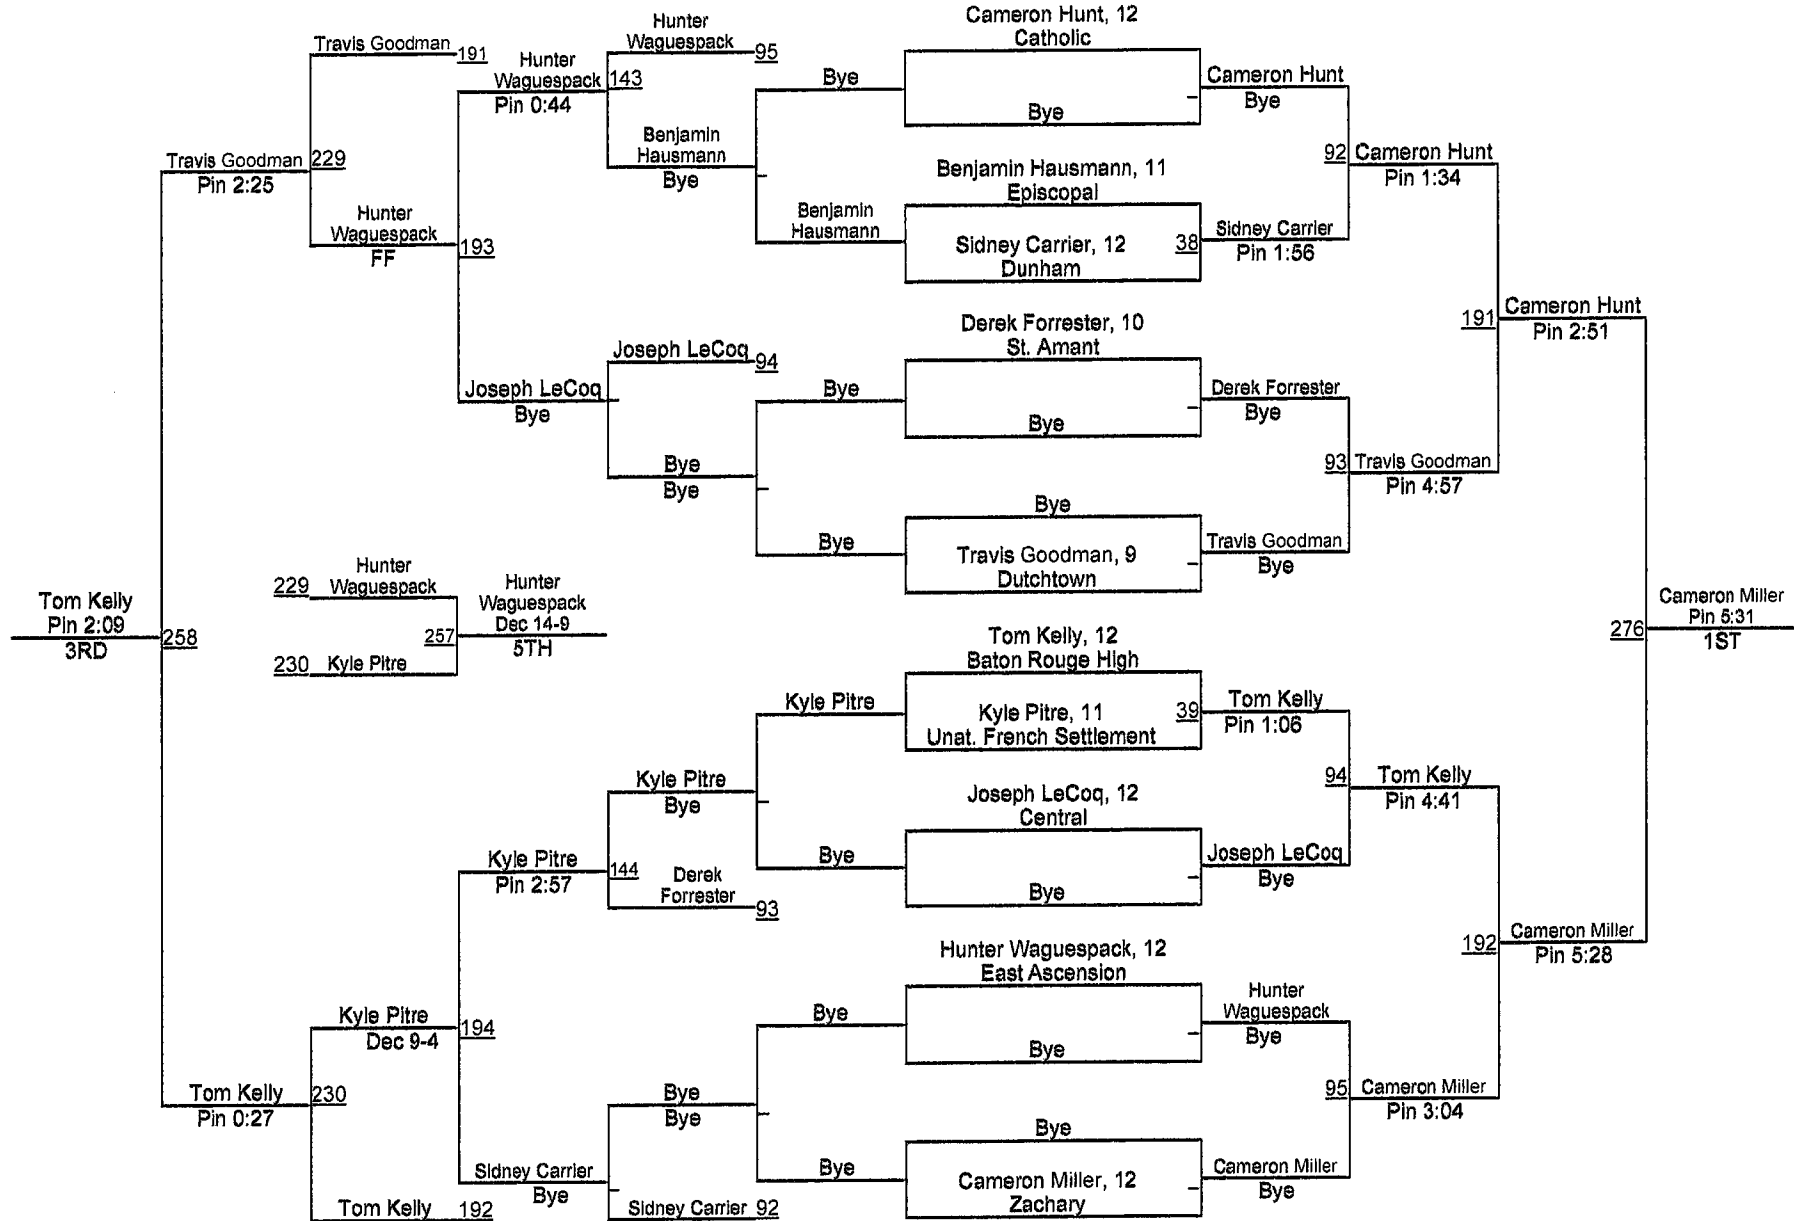 Cameron Hunt, 12
Catholic
Bye
Benjamin Hausmann, 11
Episcopal
Sidney Carrier, 12
Dunham
38
Derek Forrester, 10
St. Amant
Bye
Bye
Travis Goodman, 9
Dutchtown
Tom Kelly, 12
Baton Rouge High
Kyle Pitre, 11
Unat. French Settlement
39
Joseph LeCoq, 12
Central
Bye
Hunter Waguespack, 12
East Ascension
Bye
Bye
Cameron Miller, 12
Zachary
Cameron Hunt
Bye
Sidney Carrier
Pin 1:56
Derek Forrester
Bye
Travis Goodman
Bye
Tom Kelly
Pin 1:06
Joseph LeCoq
Bye
Hunter
Waguespack
Bye
Cameron Miller
Bye
92
Cameron Hunt
Pin 1:34
93
Travis Goodman
Pin 4:57
94
Tom Kelly
Pin 4:41
95
Cameron Miller
Pin 3:04
191
Cameron Hunt
Pin 2:51
192
Cameron Miller
Pin 5:28
276
Cameron Miller
Pin 5:31
1ST
Bye
Benjamin
Hausmann
Bye
Bye
Kyle Pitre
Bye
Bye
Bye
Hunter
Waguespack
95
Benjamin
Hausmann
Bye
Joseph LeCoq
94
Bye
Bye
Kyle Pitre
Bye
Derek
Forrester
93
Bye
Bye
Sidney Carrier
92
Hunter
Waguespack
143
Pin 0:44
Joseph LeCoq
Bye
Kyle Pitre
144
Pin 2:57
Sidney Carrier
Bye
Travis Goodman
191
Hunter
Waguespack
193
FF
Kyle Pitre
194
Dec 9-4
Tom Kelly
192
Travis Goodman
229
Pin 2:25
Tom Kelly
230
Pin 0:27
Tom Kelly
Pin 2:09
258
3RD
229
Hunter
Waguespack
230
Kyle Pitre
257
Hunter
Waguespack
Dec 14-9
5TH